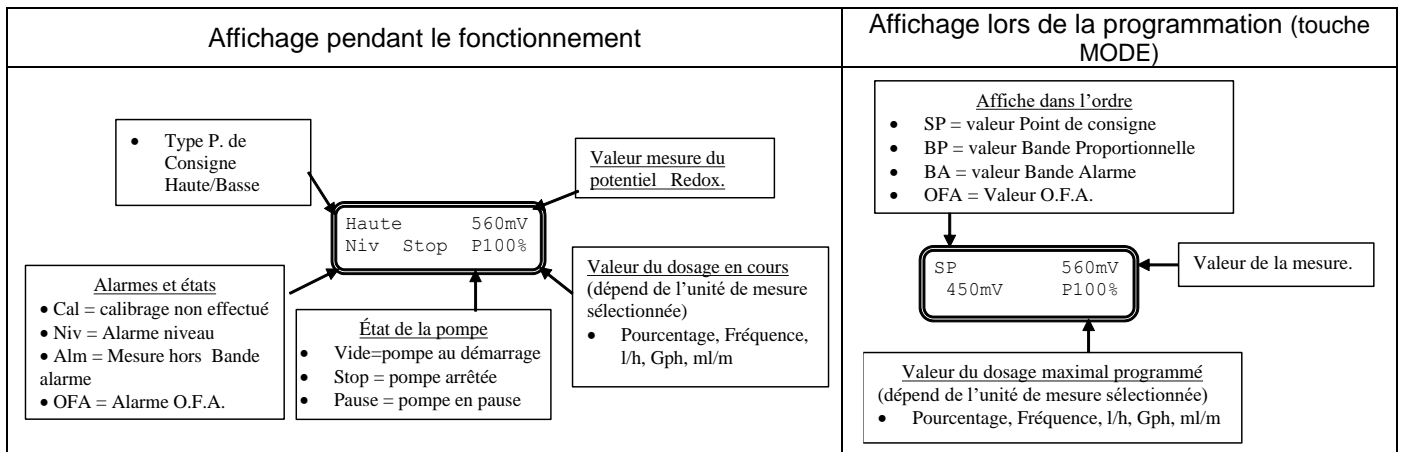 Affichage pendant le fonctionnement
Affichage lors de la programmation (touche
MODE)
• Type P. de
Consigne
Haute/Basse
Valeur mesure du
potentiel Redox.
Haute 560mV
Niv Stop P100%
Alarmes et états
• Cal = calibrage non effectué
• Niv = Alarme niveau
• Alm = Mesure hors Bande
alarme
• OFA = Alarme O.F.A.
État de la pompe
• Vide=pompe au démarrage
• Stop = pompe arrêtée
• Pause = pompe en pause
Valeur du dosage en cours
(dépend de l’unité de mesure
sélectionnée)
• Pourcentage, Fréquence,
l/h, Gph, ml/m
Affiche dans l’ordre
• SP = valeur Point de consigne
• BP = valeur Bande Proportionnelle
• BA = valeur Bande Alarme
• OFA = Valeur O.F.A.
SP 560mV
450mV P100%
Valeur de la mesure.
Valeur du dosage maximal programmé
(dépend de l’unité de mesure sélectionnée)
• Pourcentage, Fréquence, l/h, Gph, ml/m